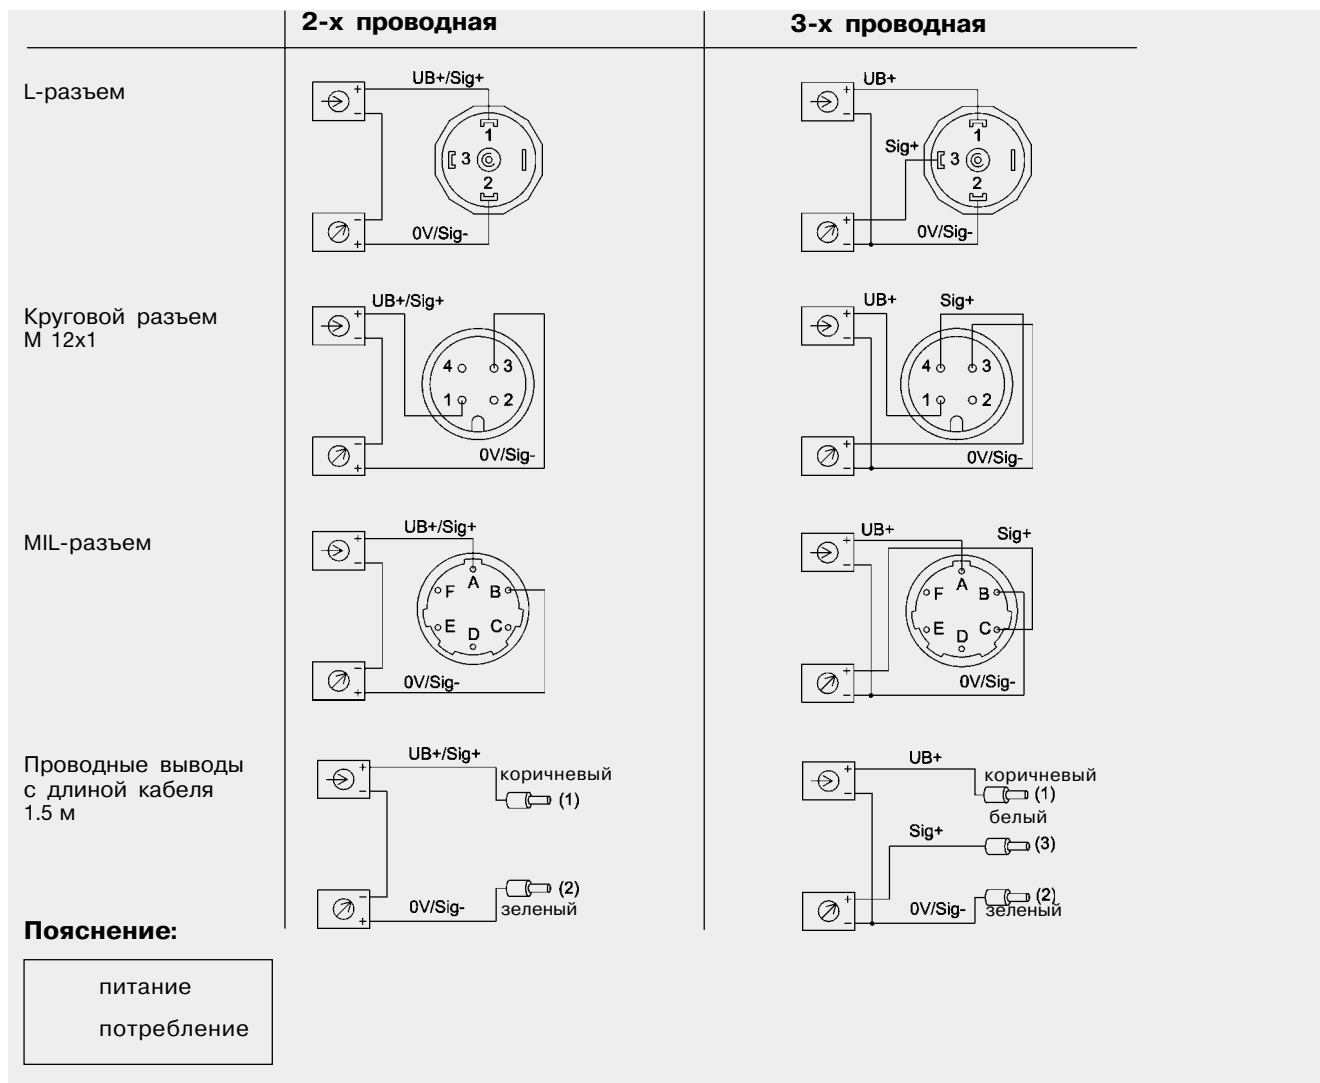 2-х проводная
3-х проводная
L-разъем
UB+/Sig+
+
-
1
3
2
-
+
0V/Sig-
UB+
+
-
Sig+
1
3
2
+
-
0V/Sig-
Круговой разъем
М 12x1
UB+/Sig+
+
-
4
3
1
2
-
+
0V/Sig-
UB+
Sig+
+
-
4
3
1
2
+
-
0V/Sig-
MIL-разъем
UB+/Sig+
+
-
A
F
B
E
D
C
-
+
0V/Sig-
UB+
Sig+
+
-
A
F
B
E
D
C
+
-
0V/Sig-
Проводные выводы
с длиной кабеля
1.5 м
UB+/Sig+
+
-
коричневый
(1)
-
+
0V/Sig-
(2)
зеленый
UB+
+
-
коричневый
(1)
белый
Sig+
(3)
+
-
0V/Sig-
(2)
зеленый
Пояснение:
питание
потребление